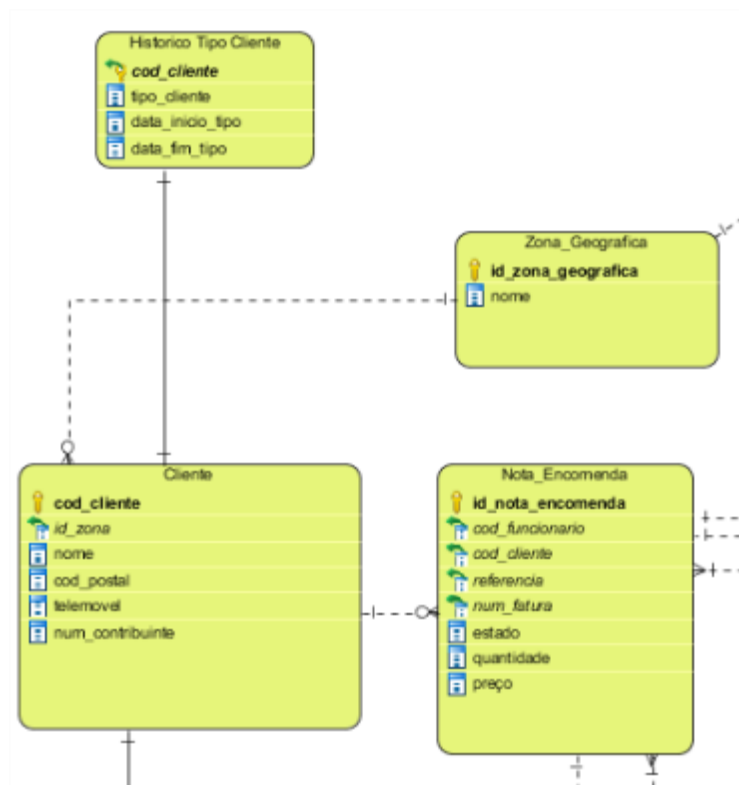 Historico Tipo Cliente
cod_cliente
tipo_cliente
data_inicio_tipo
data_fim_tipo
Zona_Geografica
id_zona_geografica
nome
Cliente
cod_cliente
id_zona
nome
cod_postal
telemovel
num_contribuinte
Nota_Encomenda
id_nota_encomenda
cod_funcionario
cod_cliente
referencia
num_fatura
estado
quantidade
preço